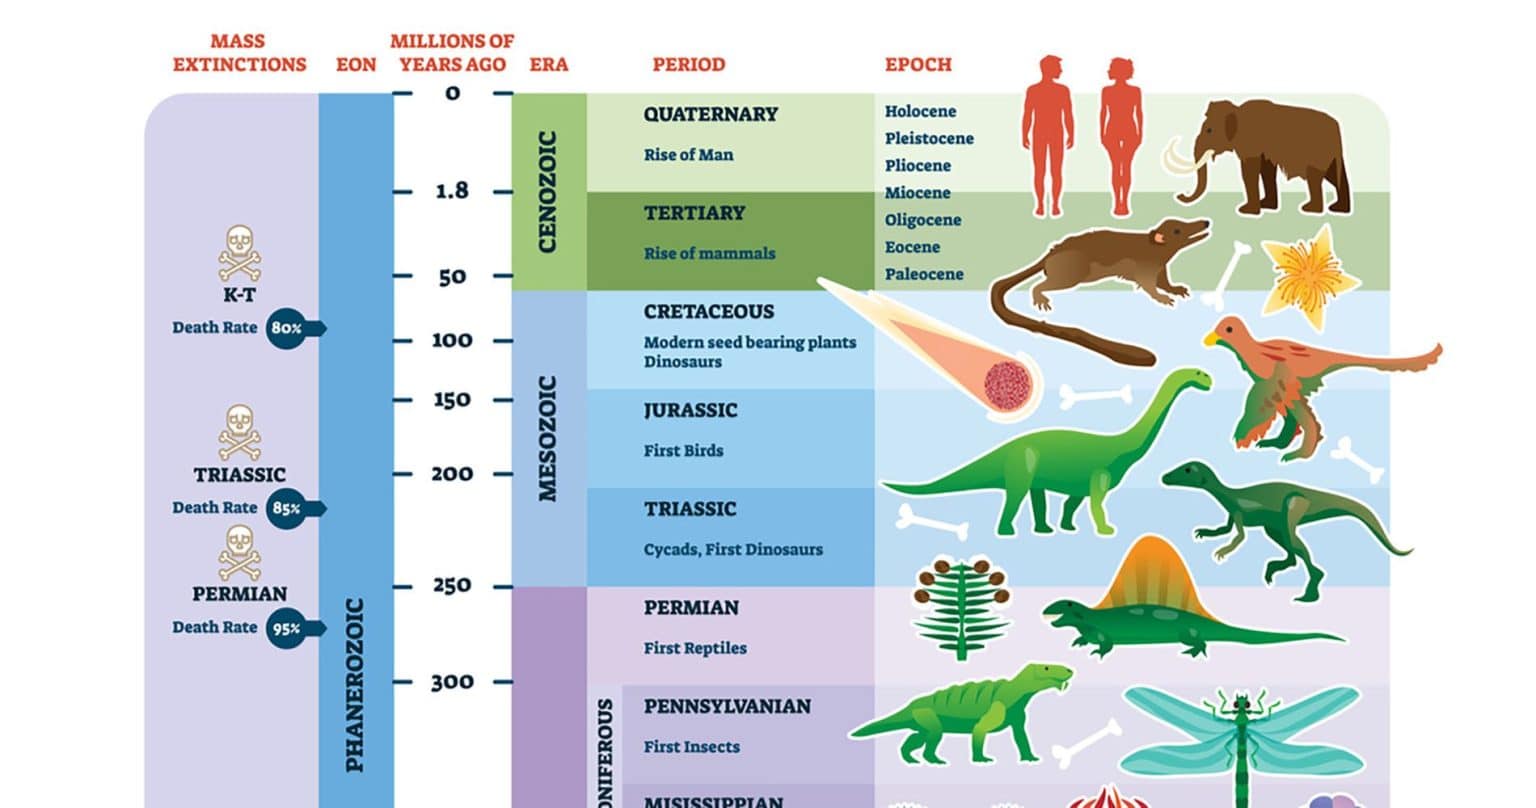 MASS
EXTINCTIONS
EON
MILLIONS OF
YEARS AGO
ERA
PERIOD
EPOCH
0
1.8
50
100
150
200
250
300
K-T
Death Rate 80%
TRIASSIC
Death Rate 85%
PERMIAN
Death Rate 95%
PHANEROZOIC
CENOZOIC
MESOZOIC
QUATERNARY
Rise of Man
TERTIARY
Rise of mammals
CRETACEOUS
Modern seed bearing plants
Dinosaurs
JURASSIC
First Birds
TRIASSIC
Cycads, First Dinosaurs
PERMIAN
First Reptiles
ONIFEROUS
PENNSYLVANIAN
First Insects
MISISSIPPIAN
Holocene
Pleistocene
Pliocene
Miocene
Oligocene
Eocene
Paleocene